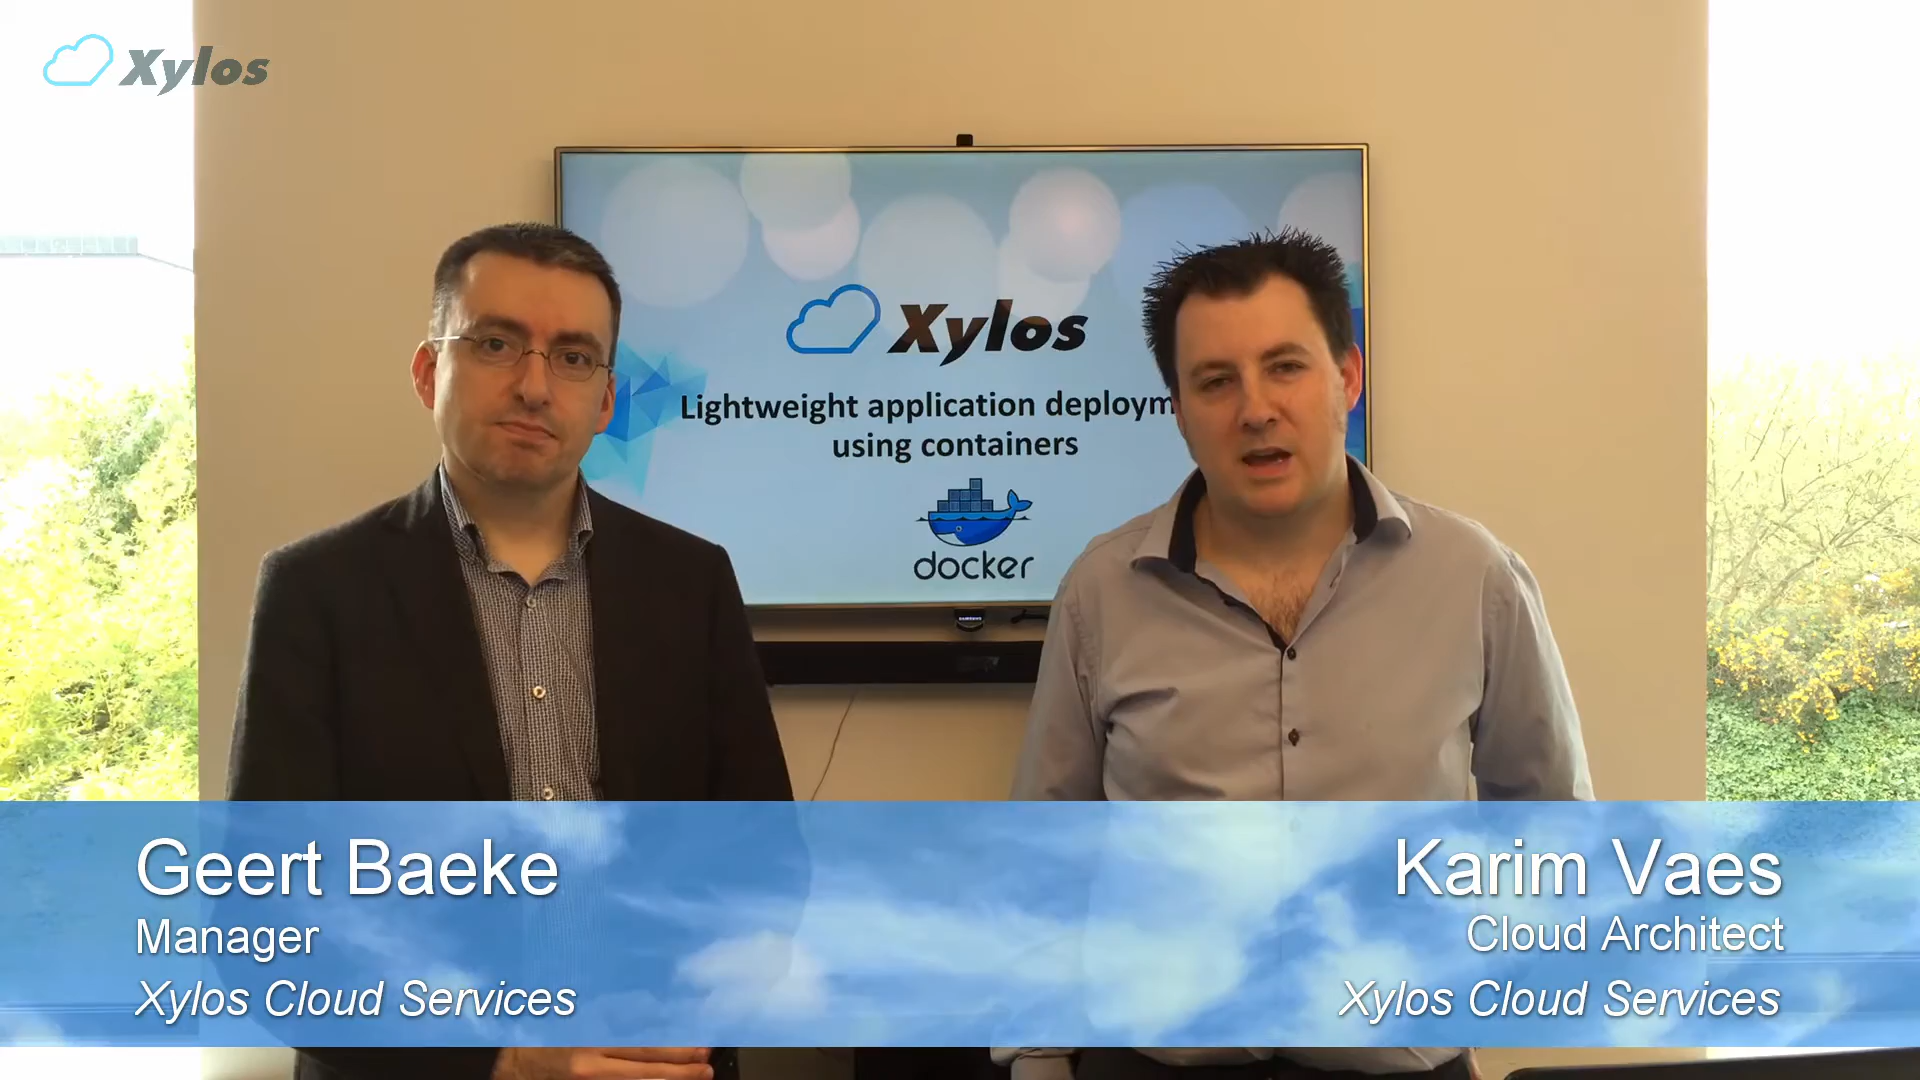 Xylos
Xylos
Lightweight application deploym
using containers
docker
SAMSUNG
Geert Baeke
Manager
Xylos Cloud Services
Karim Vaes
Cloud Architect
Xylos Cloud Services